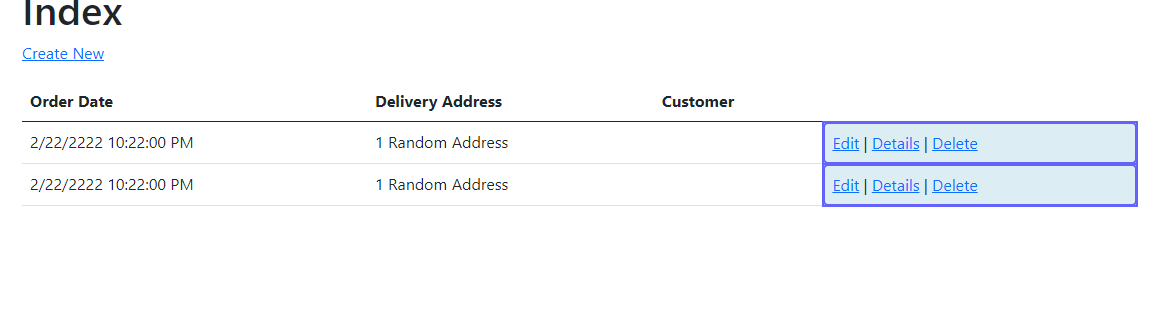 Index
Create New
Order Date Delivery Address Customer
2/22/2222 10:22:00 PM 1 Random Address Edit | Details | Delete
2/22/2222 10:22:00 PM 1 Random Address Edit | Details | Delete